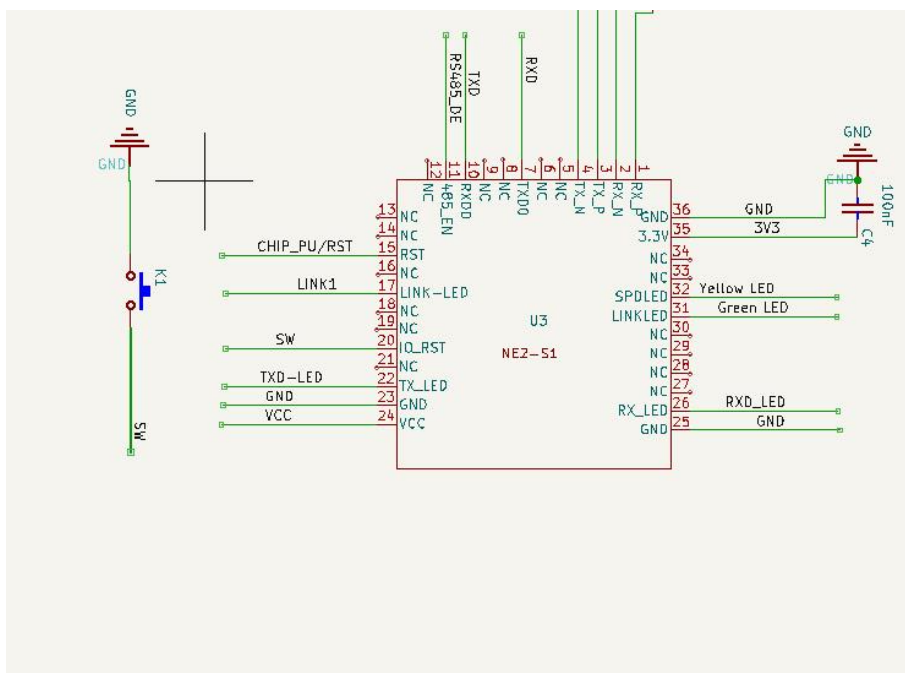 GND
GND
K1
SW
RS485_DE
TXD
RXD
12 11 10 9 8 7 6 5 4 3 2 1
NC 485_EN RXD0 NC NC TXD0 NC NC TX_N TX_P RX_N RX_P
CHIP_PU/RST
LINK1
SW
TXD-LED
GND
VCC
13 NC
14 NC
15 RST
16 NC
17 LINK-LED
18 NC
19 NC
20 IO_RST
21 NC
22 TX_LED
23 GND
24 VCC
U3
NE2-S1
GND 36 GND
3.3V 35 3V3
NC 34
NC 33
SPDLED 32 Yellow LED
LINKLED 31 Green LED
NC 30
NC 29
NC 28
NC 27
RX_LED 26 RXD_LED
GND 25 GND
GND
GND
100nF
C4